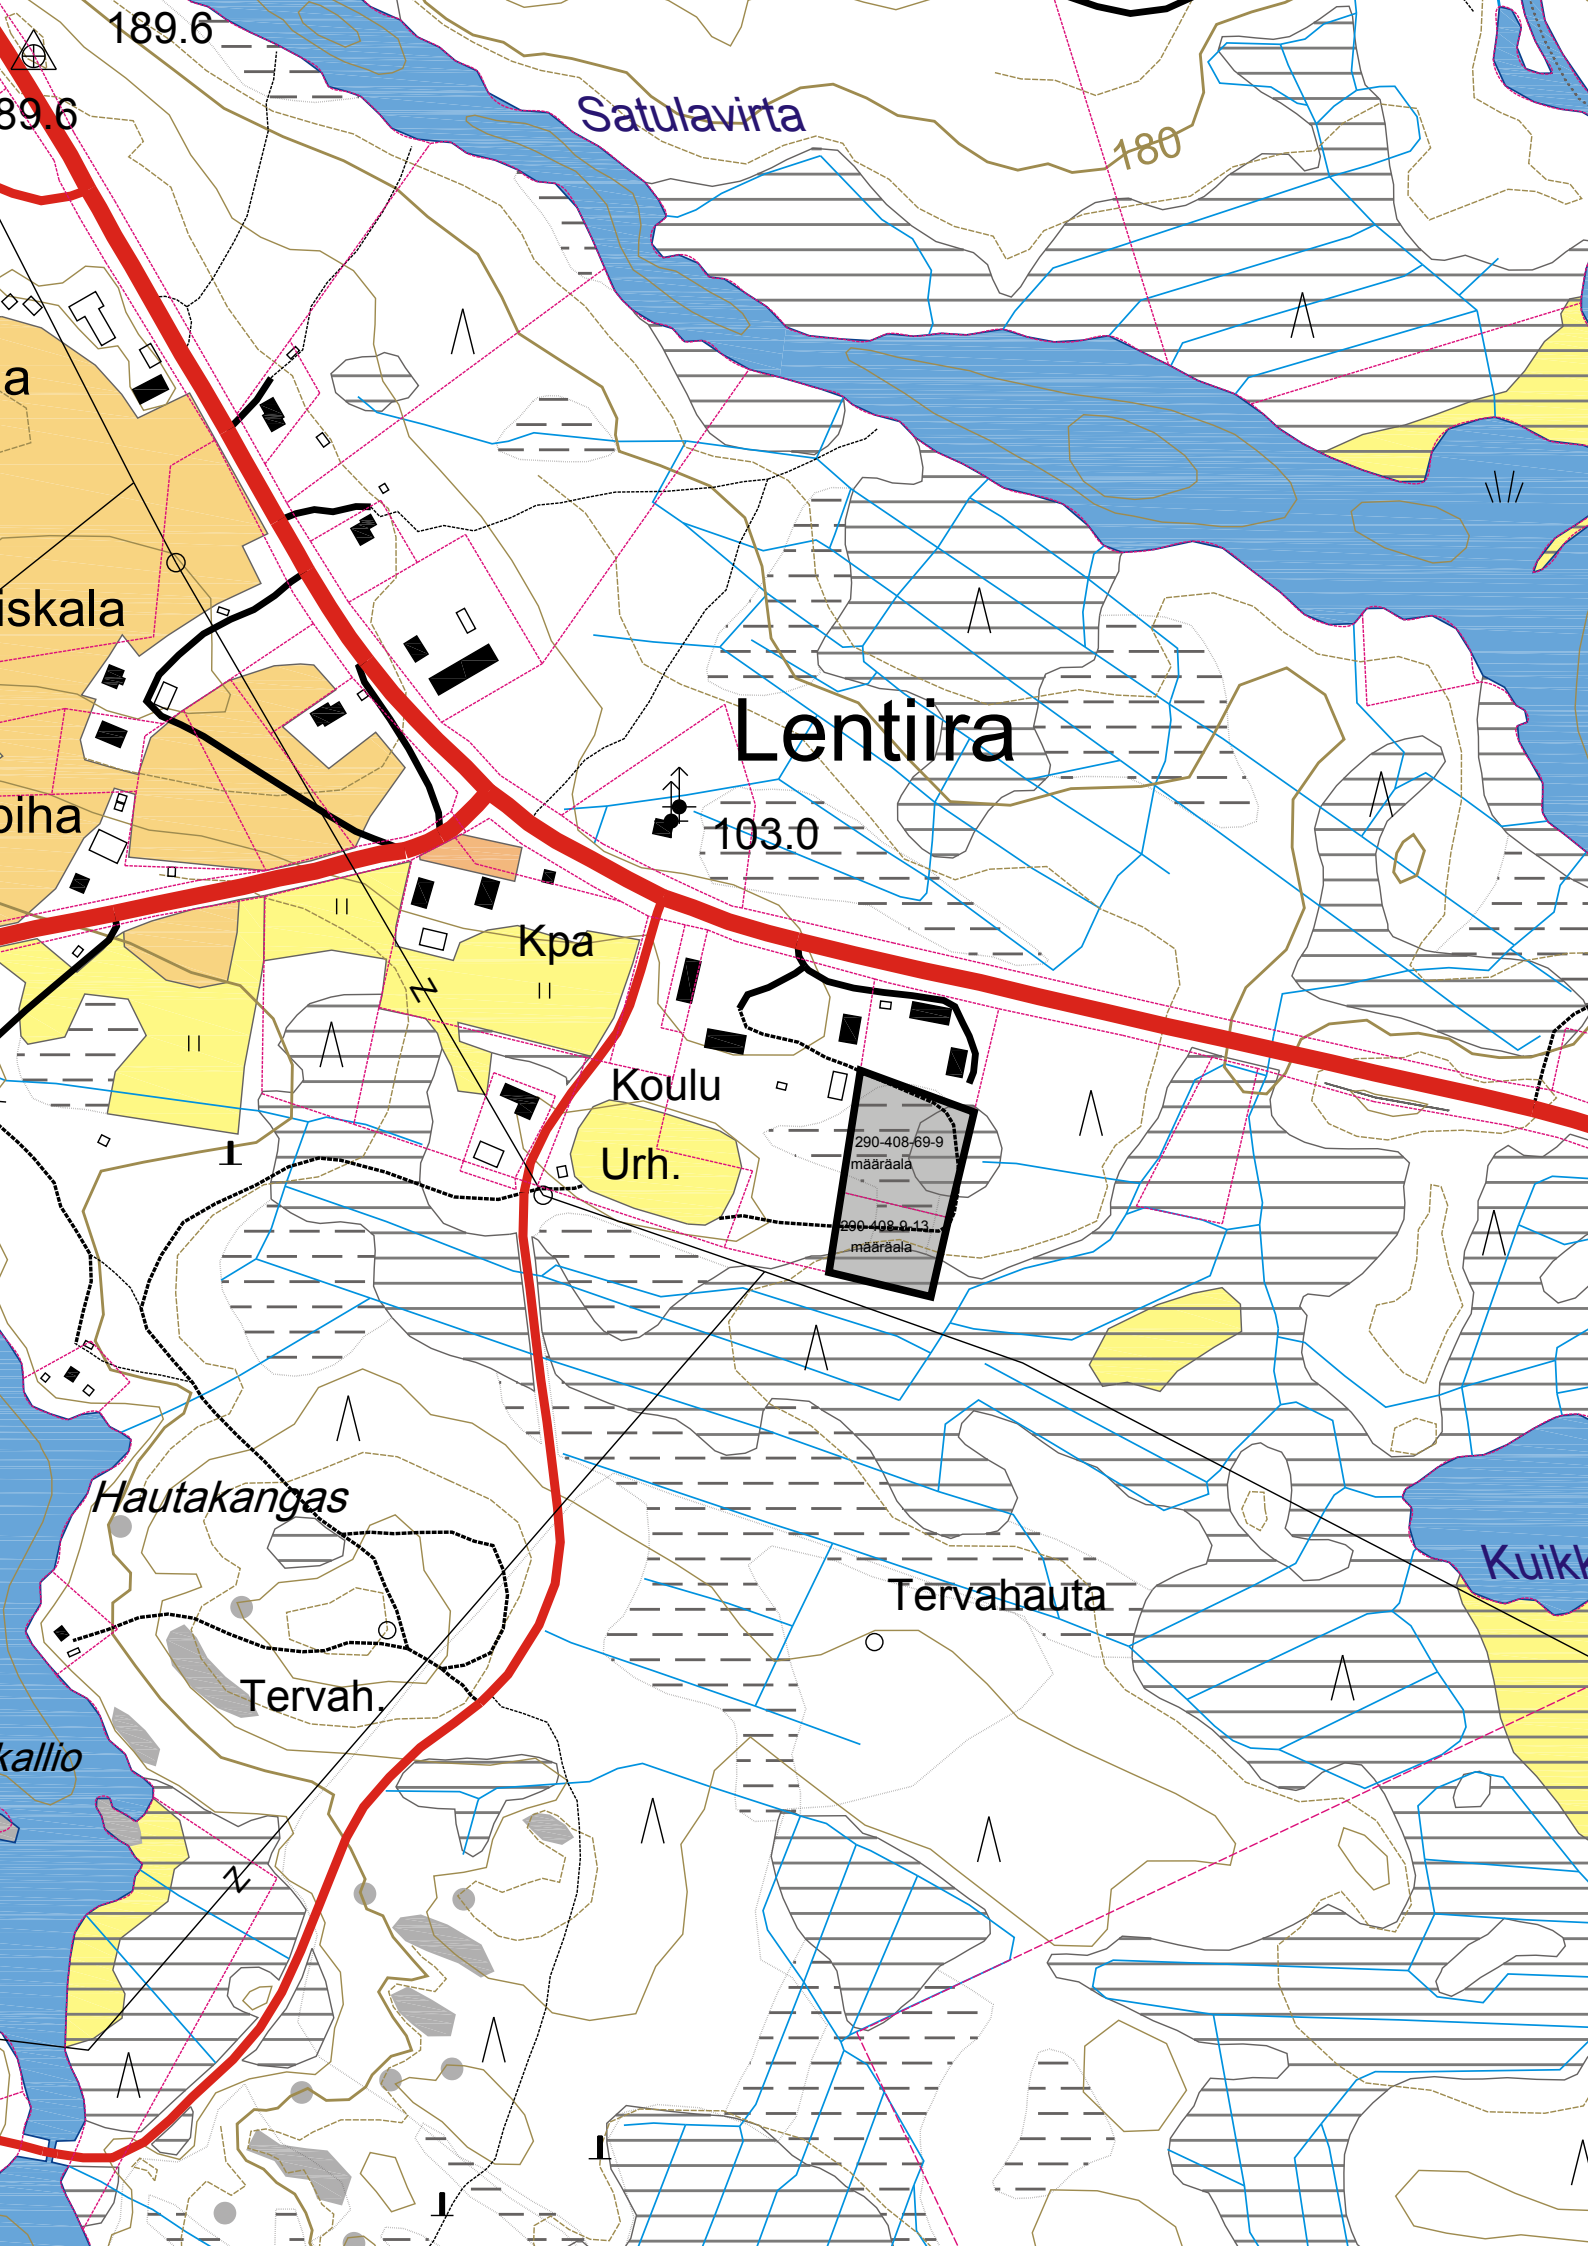 189.6
89.6
Satulavirta
180
a
iskala
Lentiira
piha
103.0
Kpa
Z
Koulu
290-408-69-9
määräala
Urh.
290-408-9-13
määräala
Hautakangas
Kuikk
Tervahauta
Tervah.
kallio
Z